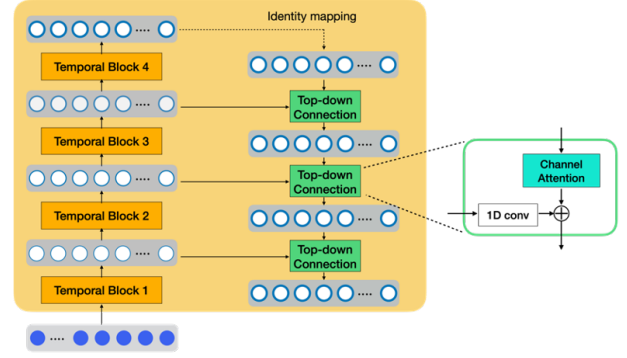 Identity mapping
....
....
Temporal Block 4
Top-down
Connection
....
....
Temporal Block 3
Top-down
Connection
....
....
Temporal Block 2
Top-down
Connection
....
....
Temporal Block 1
....
Channel
Attention
1D conv